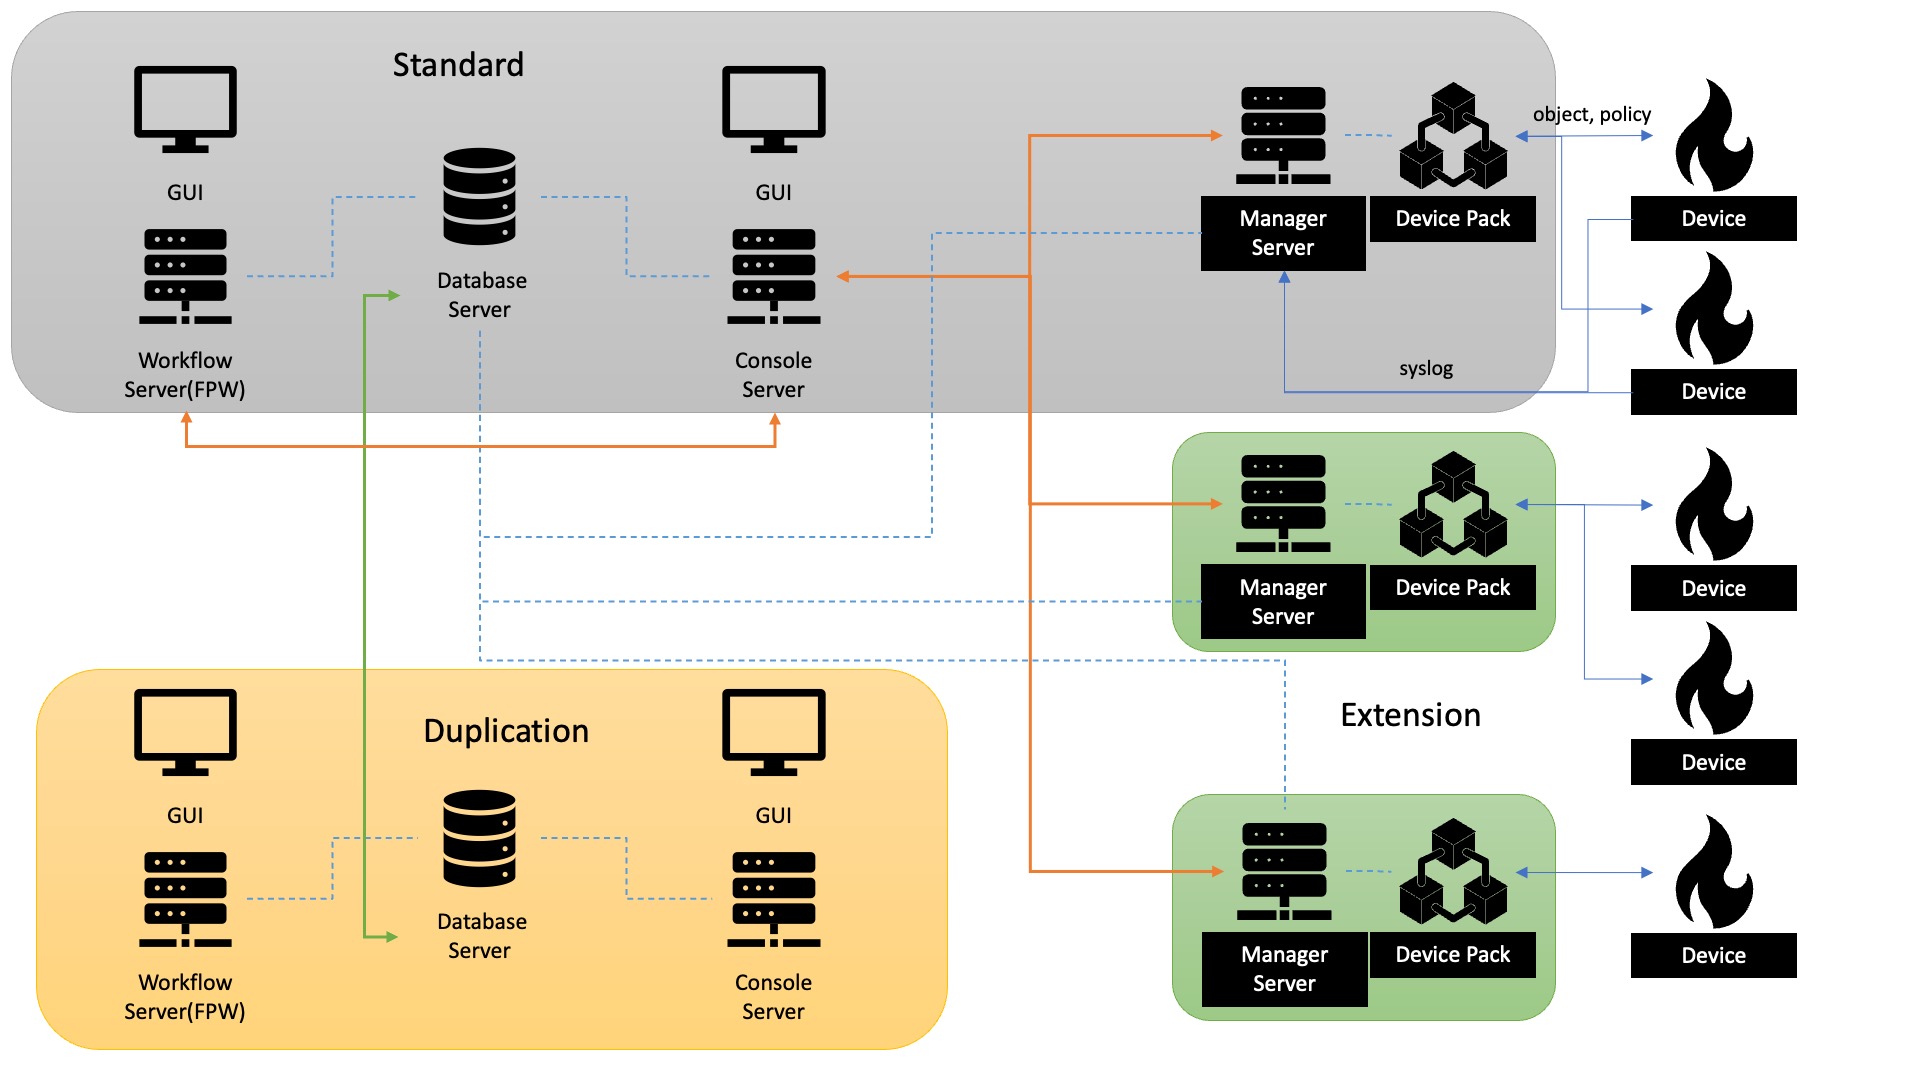 Standard
GUI
Database
Server
Workflow
Server(FPW)
GUI
Console
Server
Manager
Server
Device Pack
object, policy
Device
syslog
Device
Manager
Server
Device Pack
Device
Device
Extension
Duplication
GUI
Database
Server
Workflow
Server(FPW)
GUI
Console
Server
Manager
Server
Device Pack
Device